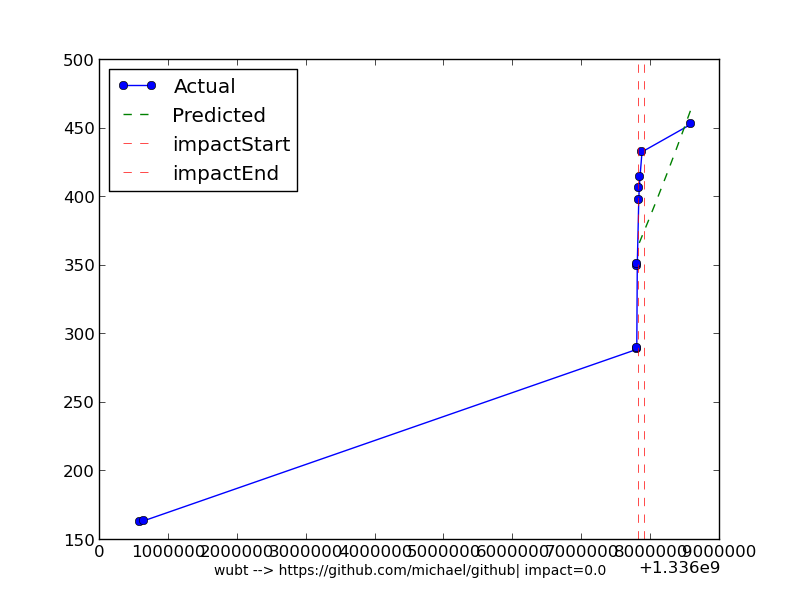 500
450
400
350
300
250
200
150
Actual
Predicted
impactStart
impactEnd
0 1000000 2000000 3000000 4000000 5000000 6000000 7000000 8000000 9000000
+1.336e9
wubt --> https://github.com/michael/github| impact=0.0